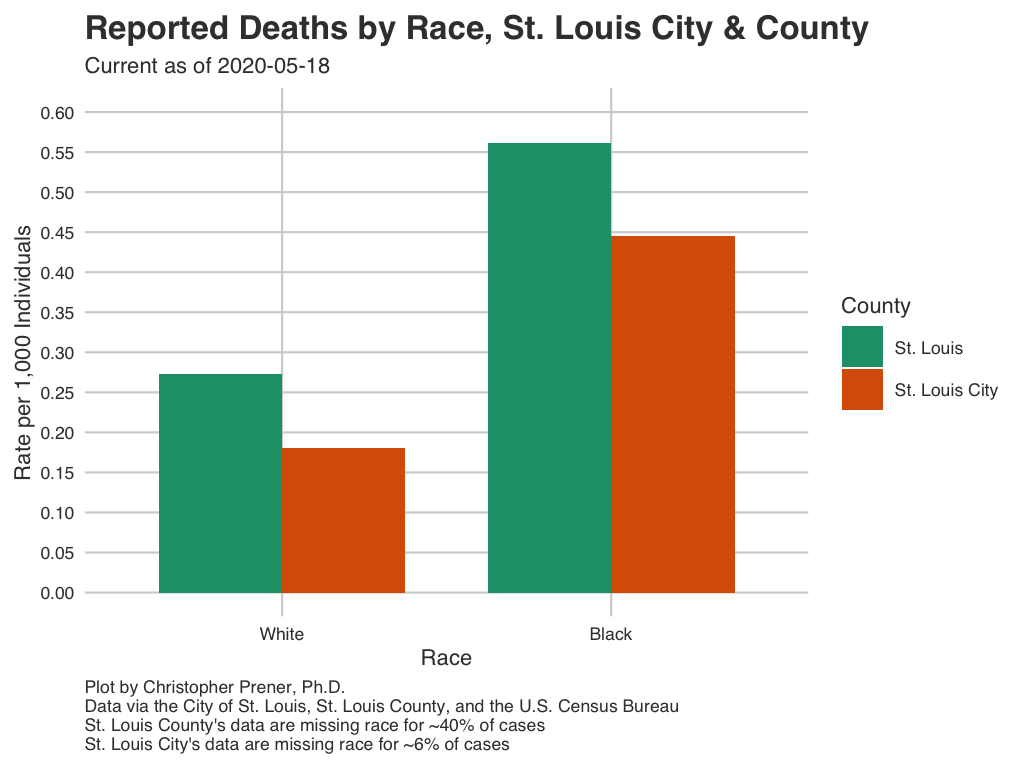 Reported Deaths by Race, St. Louis City & County
Current as of 2020-05-18
Rate per 1,000 Individuals
0.60
0.55
0.50
0.45
0.40
0.35
0.30
0.25
0.20
0.15
0.10
0.05
0.00
White
Black
Race
County
St. Louis
St. Louis City
Plot by Christopher Prener, Ph.D.
Data via the City of St. Louis, St. Louis County, and the U.S. Census Bureau
St. Louis County's data are missing race for ~40% of cases
St. Louis City's data are missing race for ~6% of cases